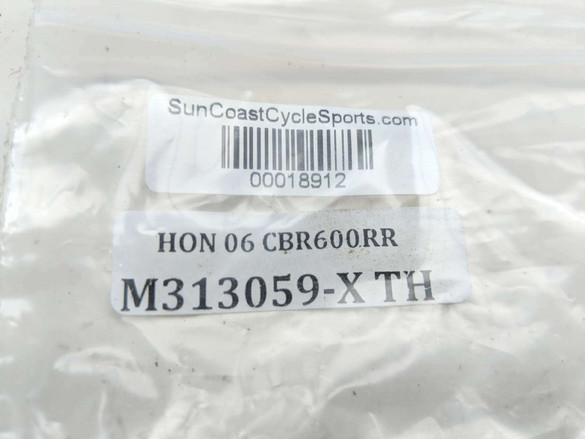 SunCoastCycleSports.com
00018912
HON 06 CBR600RR
M313059-X TH